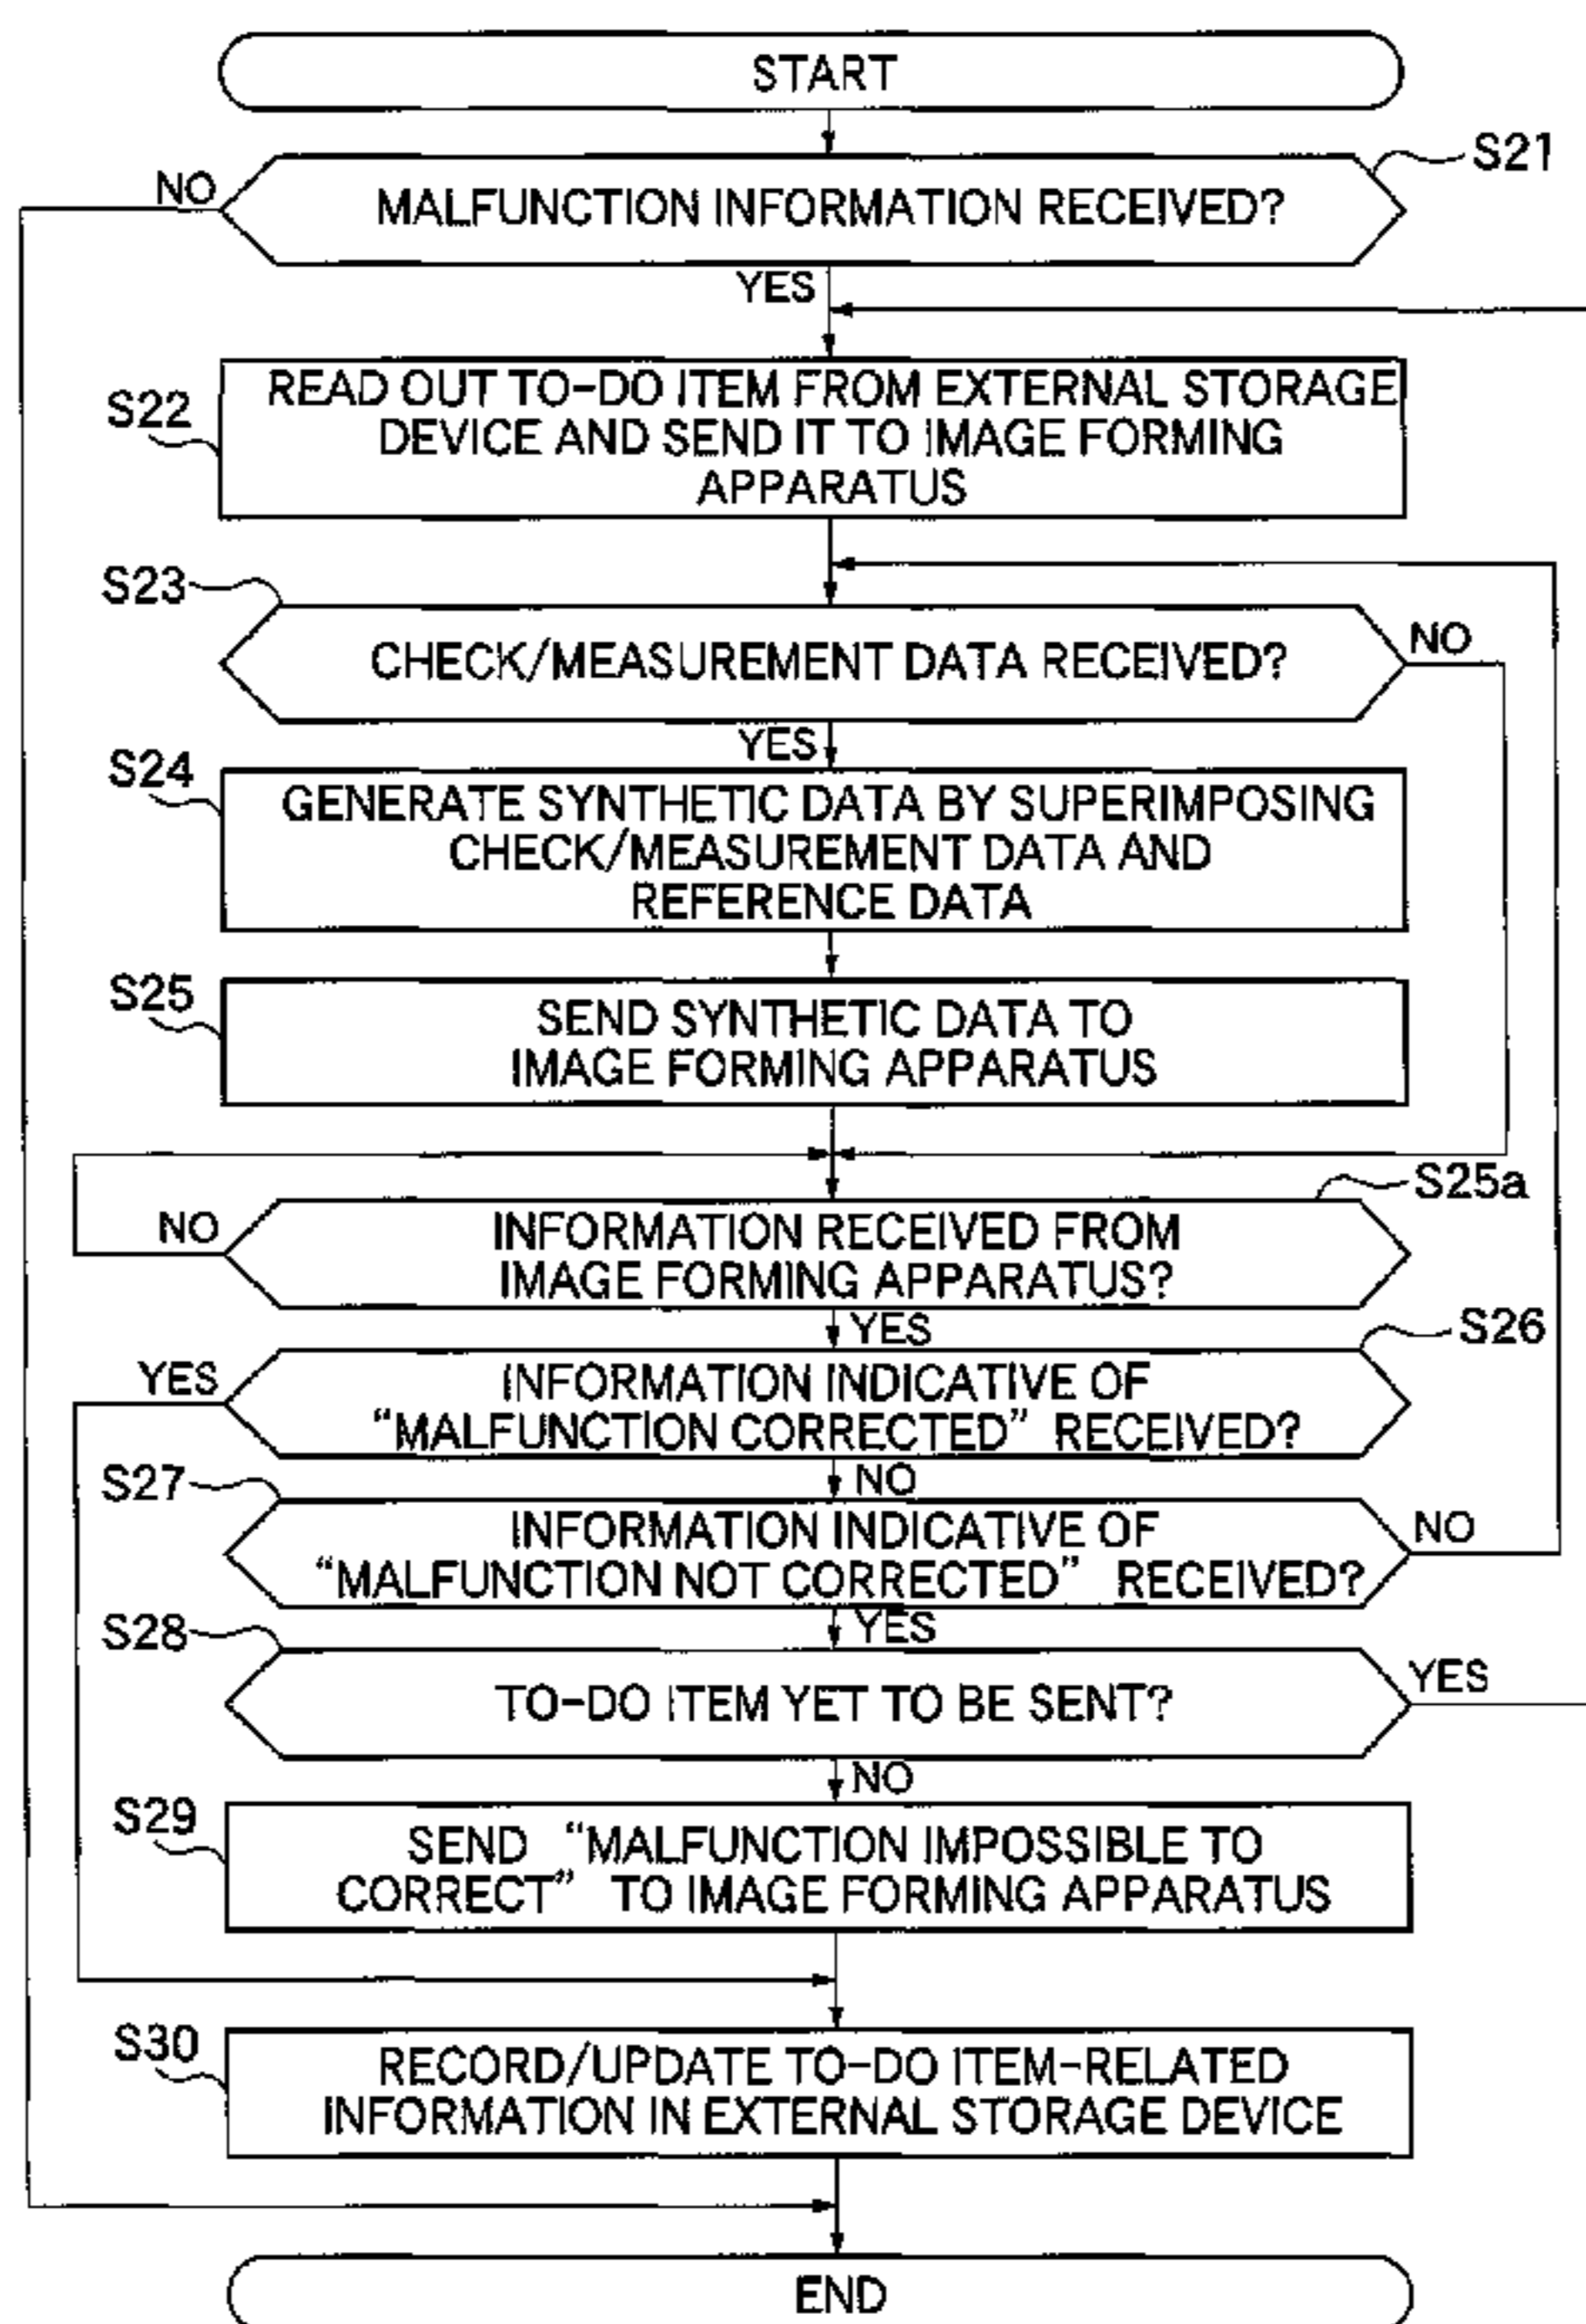 START
S21
NO
MALFUNCTION INFORMATION RECEIVED?
YES
S22
READ OUT TO-DO ITEM FROM EXTERNAL STORAGE
DEVICE AND SEND IT TO IMAGE FORMING
APPARATUS
S23
CHECK/MEASUREMENT DATA RECEIVED?
NO
YES
S24
GENERATE SYNTHETIC DATA BY SUPERIMPOSING
CHECK/MEASUREMENT DATA AND
REFERENCE DATA
S25
SEND SYNTHETIC DATA TO
IMAGE FORMING APPARATUS
S25a
NO
INFORMATION RECEIVED FROM
IMAGE FORMING APPARATUS?
YES
S26
YES
INFORMATION INDICATIVE OF
“MALFUNCTION CORRECTED” RECEIVED?
NO
S27
INFORMATION INDICATIVE OF
“MALFUNCTION NOT CORRECTED” RECEIVED?
NO
YES
S28
TO-DO ITEM YET TO BE SENT?
YES
NO
S29
SEND “MALFUNCTION IMPOSSIBLE TO
CORRECT” TO IMAGE FORMING APPARATUS
S30
RECORD/UPDATE TO-DO ITEM-RELATED
INFORMATION IN EXTERNAL STORAGE DEVICE
END